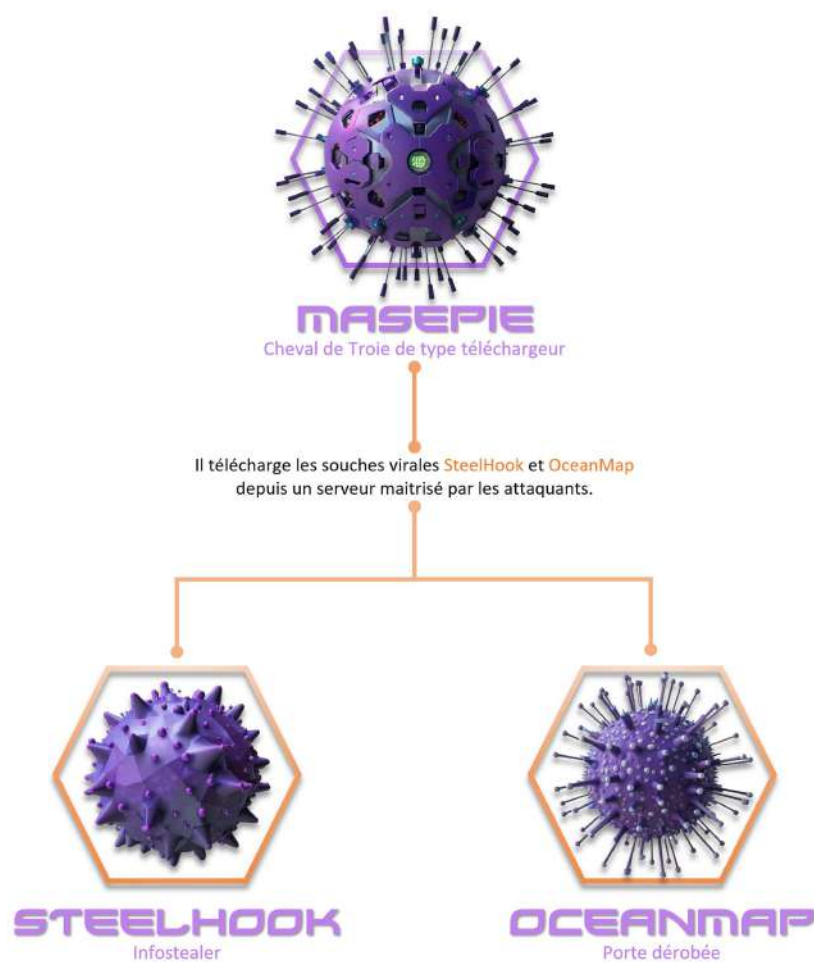 MASEPIE
Cheval de Troie de type téléchargeur
Il télécharge les souches virales SteelHook et OceanMap
depuis un serveur maitrisé par les attaquants.
STEELHOOK
Infostealer
OCEANMAP
Porte dérobée